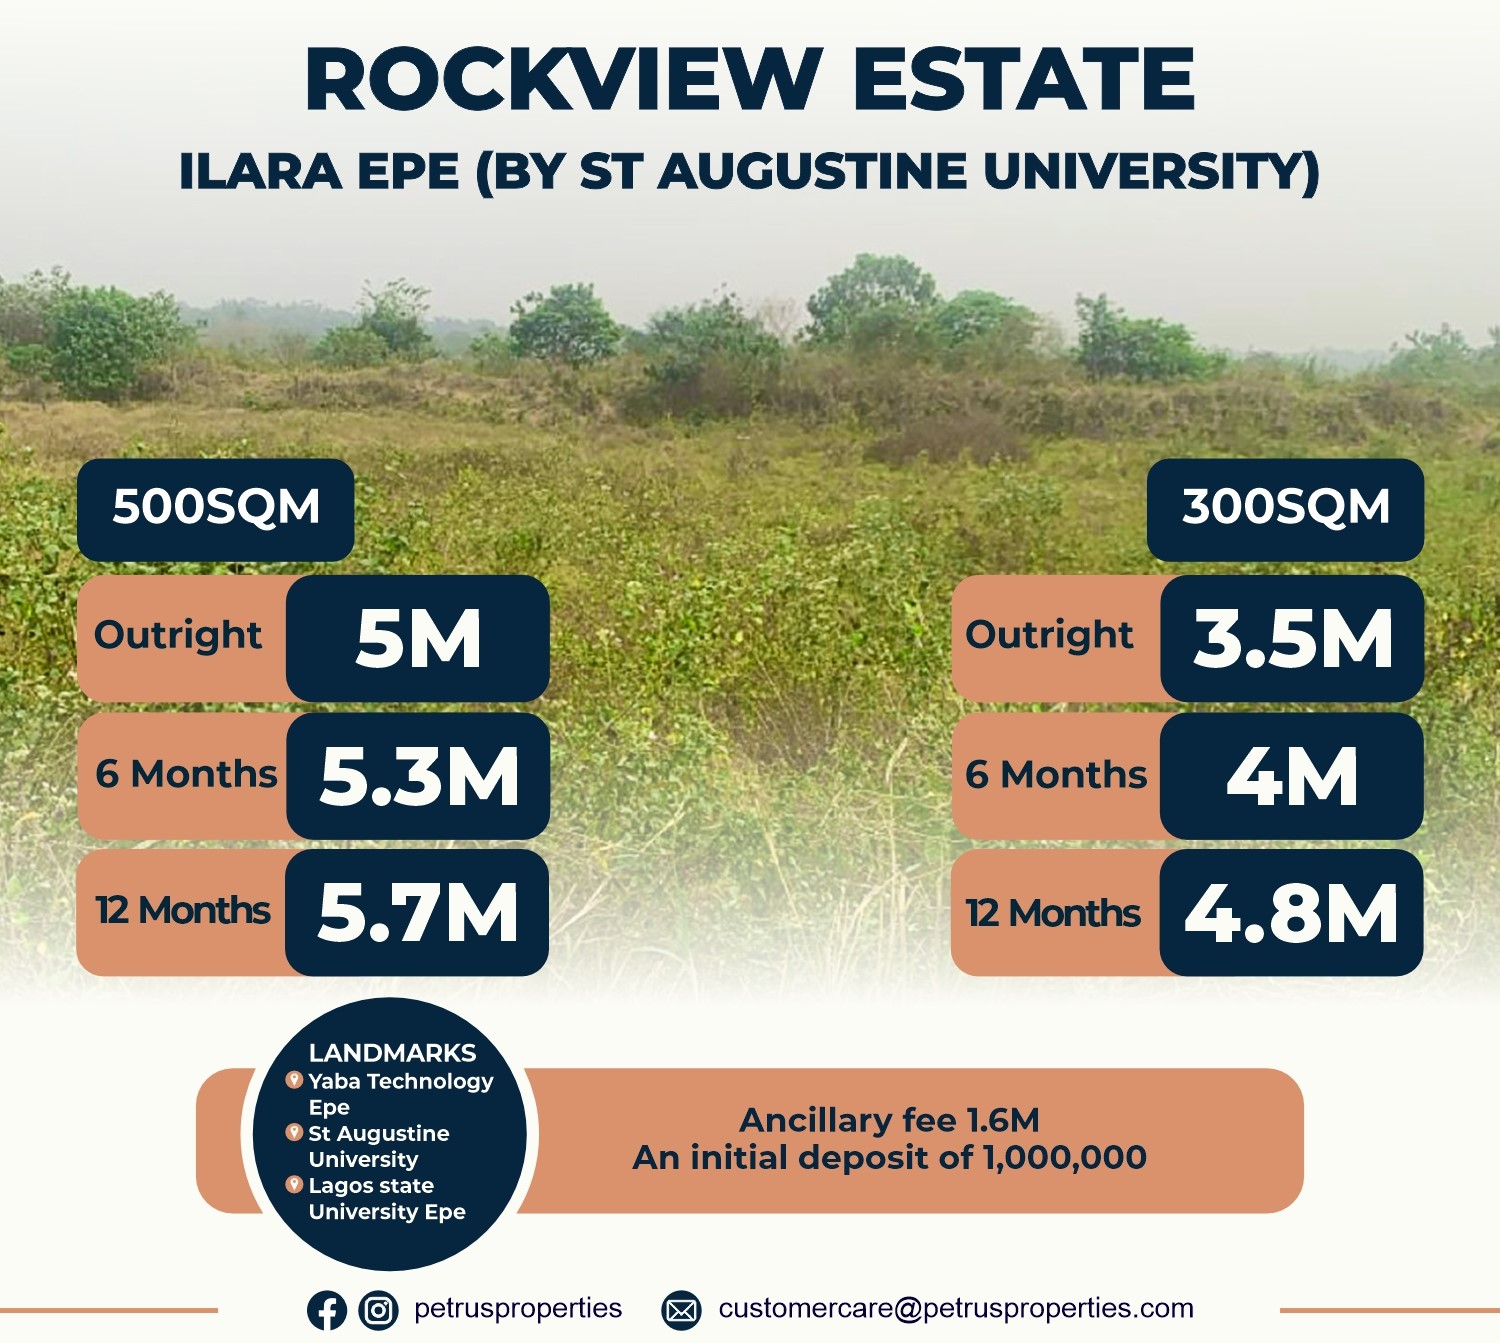 ROCKVIEW ESTATE
ILARA EPE (BY ST AUGUSTINE UNIVERSITY)
500SQM
Outright 5M
6 Months 5.3M
12 Months 5.7M
300SQM
Outright 3.5M
6 Months 4M
12 Months 4.8M
LANDMARKS
Yaba Technology
Epe
St Augustine
University
Lagos state
University Epe
Ancillary fee 1.6M
An initial deposit of 1,000,000
petrusproperties customercare@petrusproperties.com